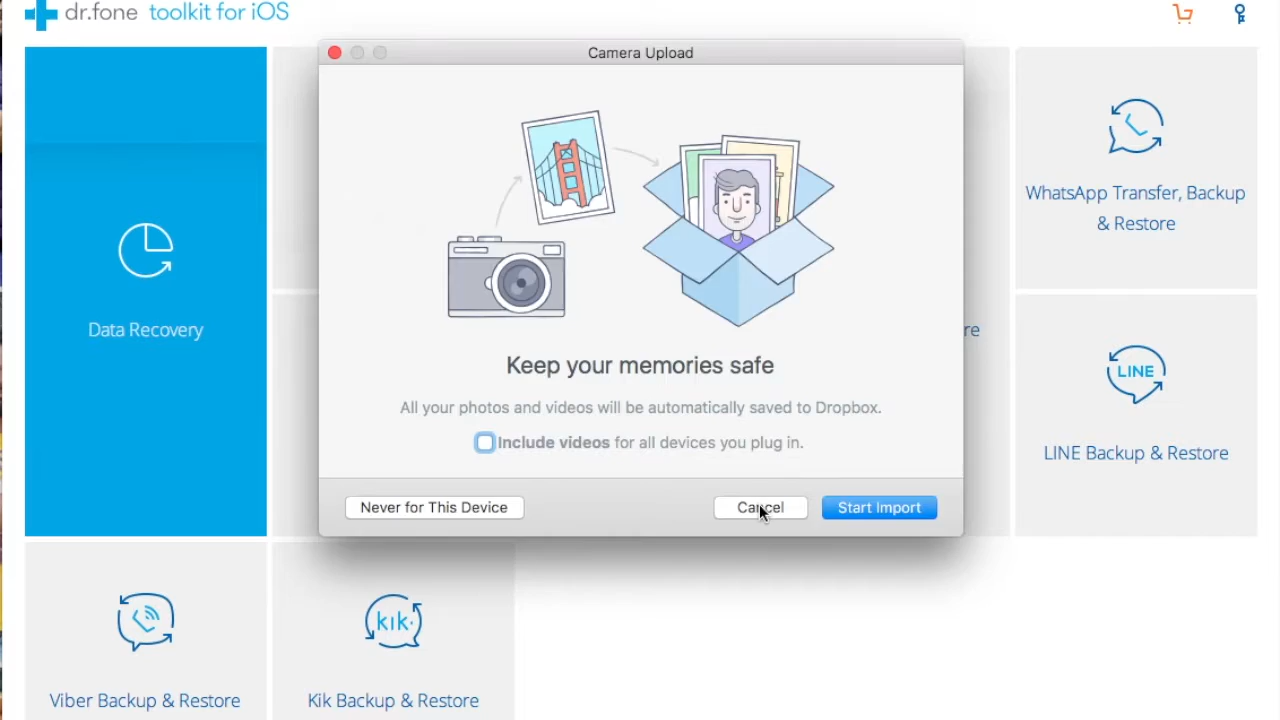 dr.fone toolkit for iOS
Camera Upload
WhatsApp Transfer, Backup
& Restore
Data Recovery
re
Keep your memories safe
All your photos and videos will be automatically saved to Dropbox.
Include videos for all devices you plug in.
LINE
LINE Backup & Restore
Never for This Device
Cancel
Start Import
kik
Viber Backup & Restore
Kik Backup & Restore